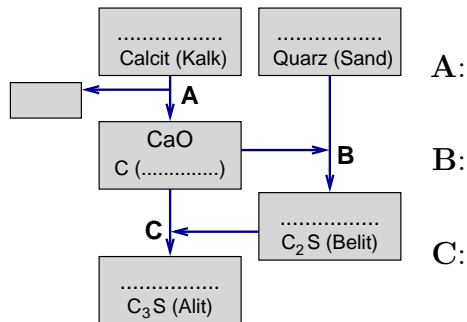 .................
Calcit (Kalk)
.................
Quarz (Sand)
A:
A
CaO
C (..............)
B
B:
................
C₂S (Belit)
C
C:
.................
C₃S (Alit)